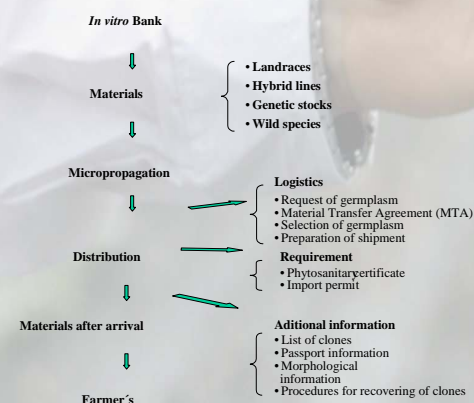 In vitro Bank
Materials
• Landraces
• Hybrid lines
• Genetic stocks
• Wild species
Micropropagation
Logistics
• Request of germplasm
• Material Transfer Agreement (MTA)
• Selection of germplasm
• Preparation of shipment
Distribution
Requirement
• Phytosanitarycertificate
• Import permit
Materials after arrival
Aditional information
• List of clones
• Passport information
• Morphological
information
• Procedures for recovering of clones
Farmer´s